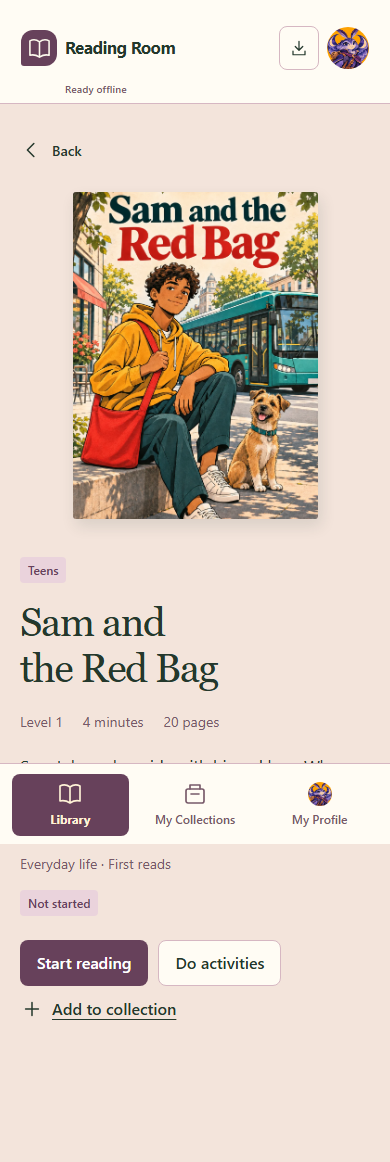 Reading Room
Ready offline
Back
Sam and the
Red Bag
Teens
Sam and
the Red Bag
Level 1 4 minutes 20 pages
Library
My Collections
My Profile
Everyday life · First reads
Not started
Start reading
Do activities
Add to collection